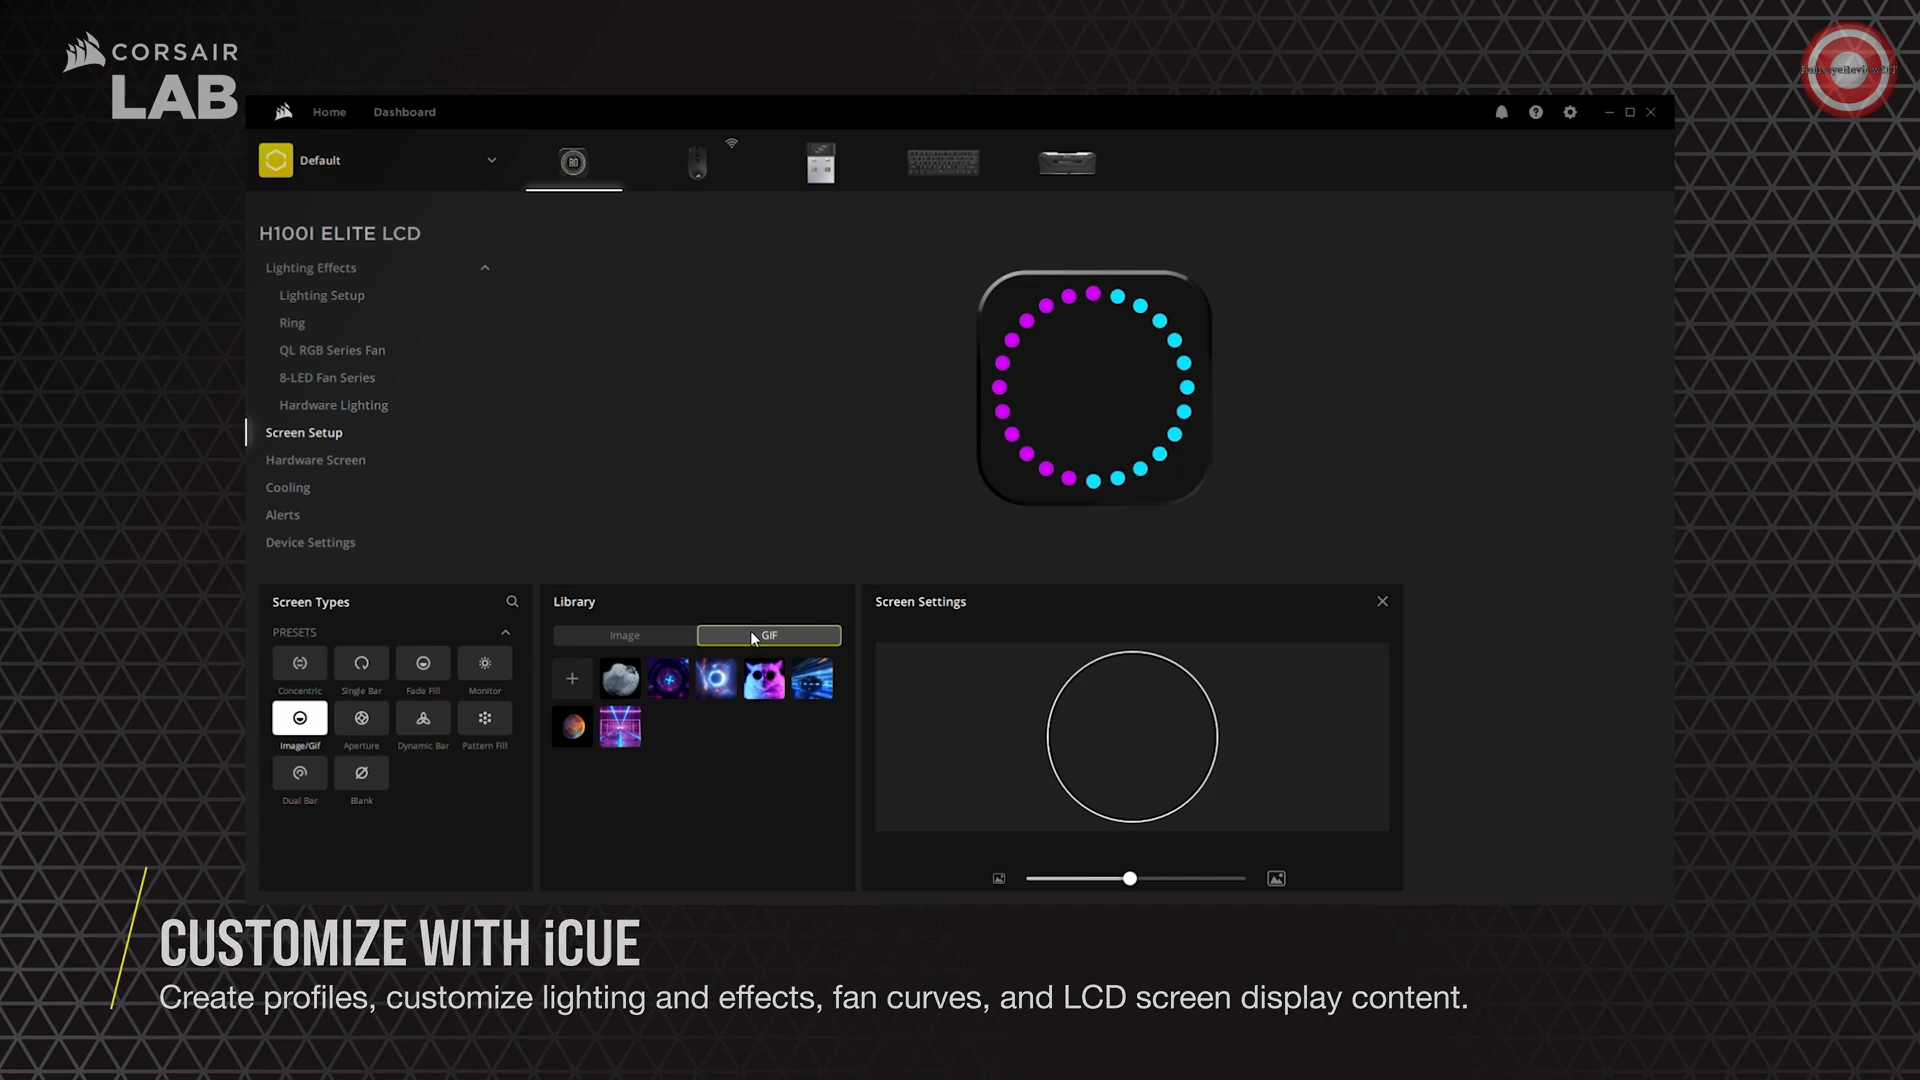 CORSAIR
LAB
BullseyeReviewzYT
Home
Dashboard
Default
80
H100I ELITE LCD
Lighting Effects
Lighting Setup
Ring
QL RGB Series Fan
8-LED Fan Series
Hardware Lighting
Screen Setup
Hardware Screen
Cooling
Alerts
Device Settings
Screen Types
PRESETS
Concentric
Single Bar
Fade Fill
Monitor
Image/Gif
Aperture
Dynamic Bar
Pattern Fill
Dual Bar
Blank
Library
Image
GIF
Screen Settings
CUSTOMIZE WITH iCUE
Create profiles, customize lighting and effects, fan curves, and LCD screen display content.